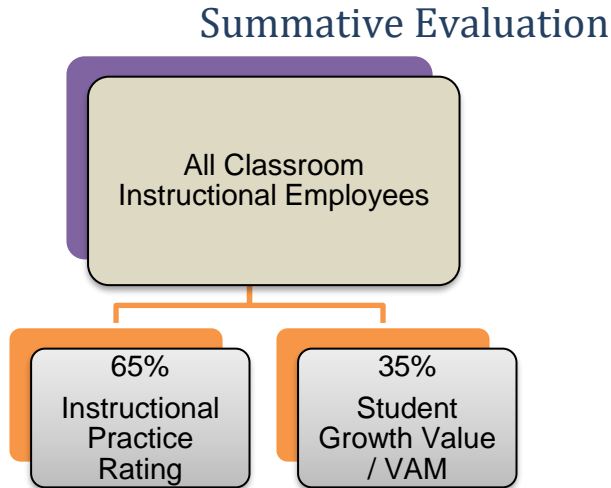 Summative Evaluation
All Classroom
Instructional Employees
65%
Instructional
Practice
Rating
35%
Student
Growth Value
/ VAM